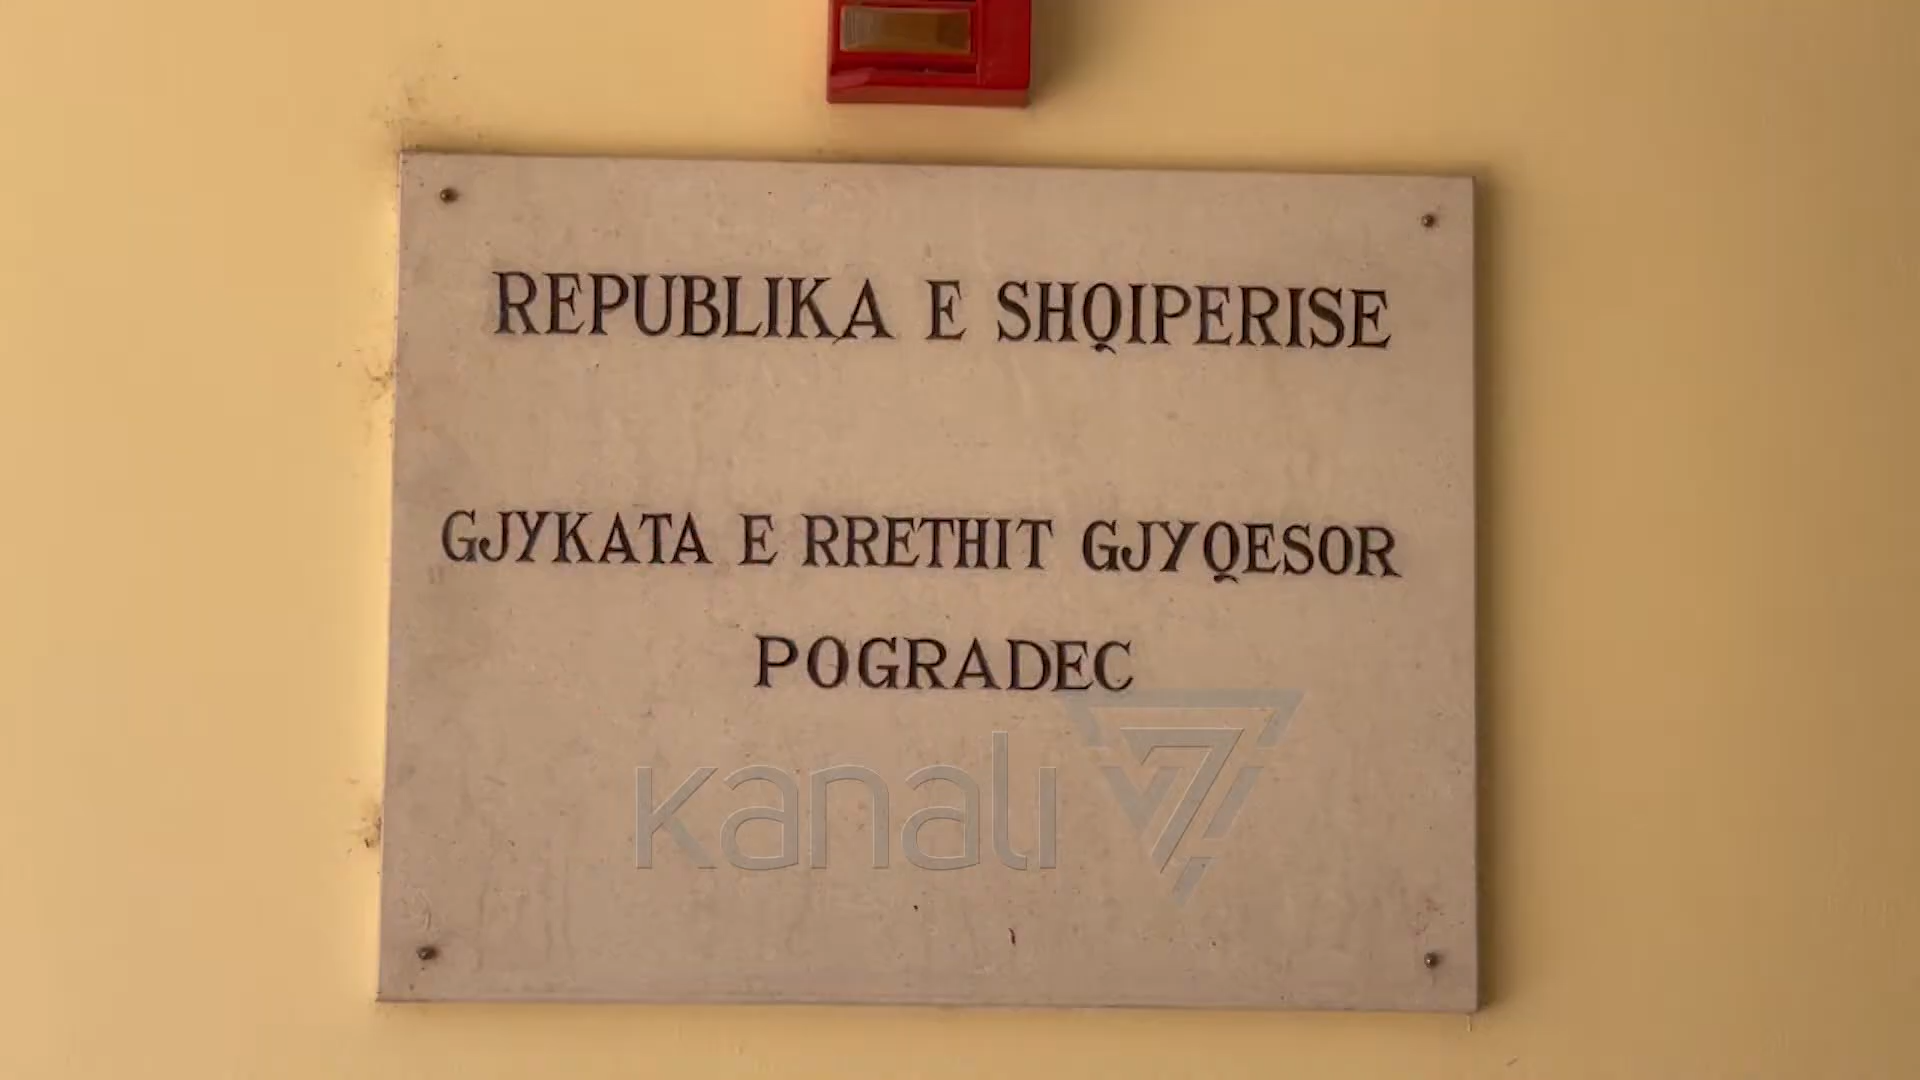 REPUBLIKA E SHQIPERISE
GJYKATA E RRETHIT GJYQESOR
POGRADEC
kanali 7